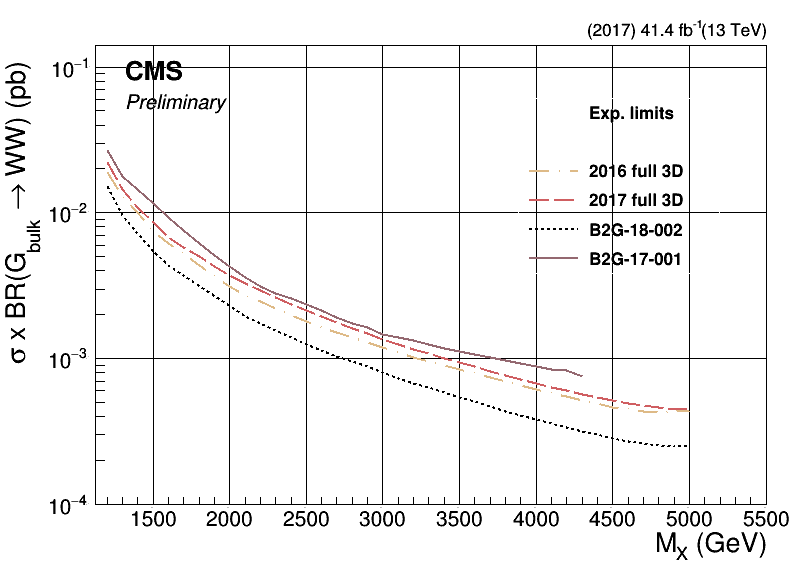 (2017) 41.4 fb⁻¹(13 TeV)
CMS
Preliminary
Exp. limits
2016 full 3D
2017 full 3D
B2G-18-002
B2G-17-001
σ x BR(G_bulk → WW) (pb)
10⁻¹
10⁻²
10⁻³
10⁻⁴
1500 2000 2500 3000 3500 4000 4500 5000 5500
M_X (GeV)